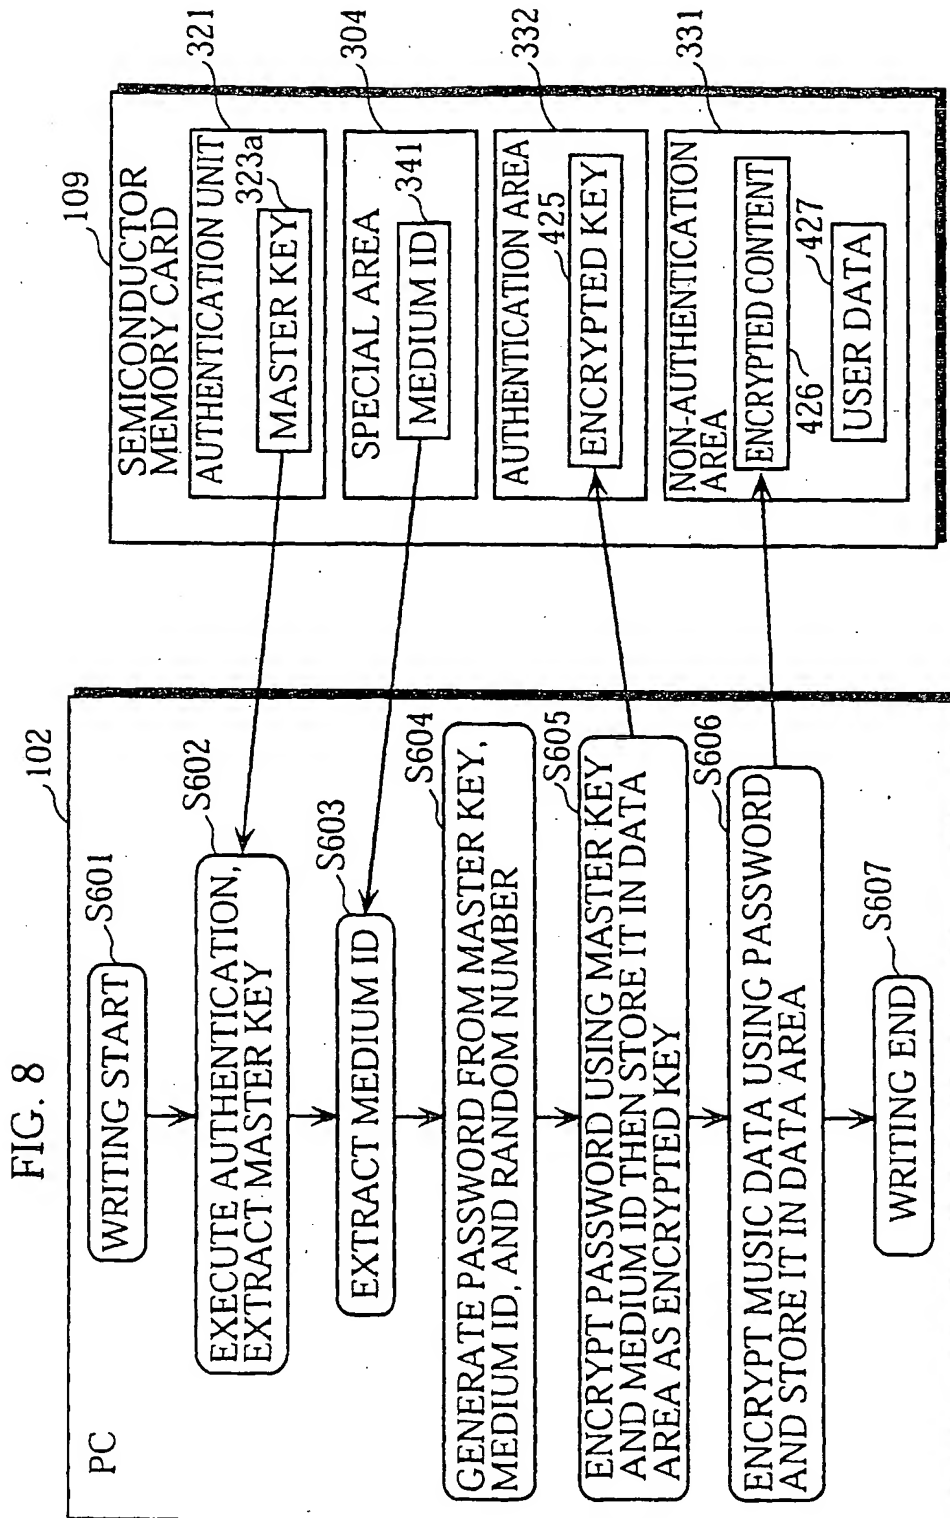 FIG. 8
PC
102
WRITING START
S601
EXECUTE AUTHENTICATION,
EXTRACT MASTER KEY
S602
EXTRACT MEDIUM ID
S603
GENERATE PASSWORD FROM MASTER KEY,
MEDIUM ID, AND RANDOM NUMBER
S604
ENCRYPT PASSWORD USING MASTER KEY
AND MEDIUM ID THEN STORE IT IN DATA
AREA AS ENCRYPTED KEY
S605
ENCRYPT MUSIC DATA USING PASSWORD
AND STORE IT IN DATA AREA
S606
WRITING END
S607
SEMICONDUCTOR
MEMORY CARD
109
AUTHENTICATION UNIT
321
MASTER KEY
323a
SPECIAL AREA
304
MEDIUM ID
341
AUTHENTICATION AREA
332
425
ENCRYPTED KEY
NON-AUTHENTICATION
AREA
331
ENCRYPTED CONTENT
426
427
USER DATA